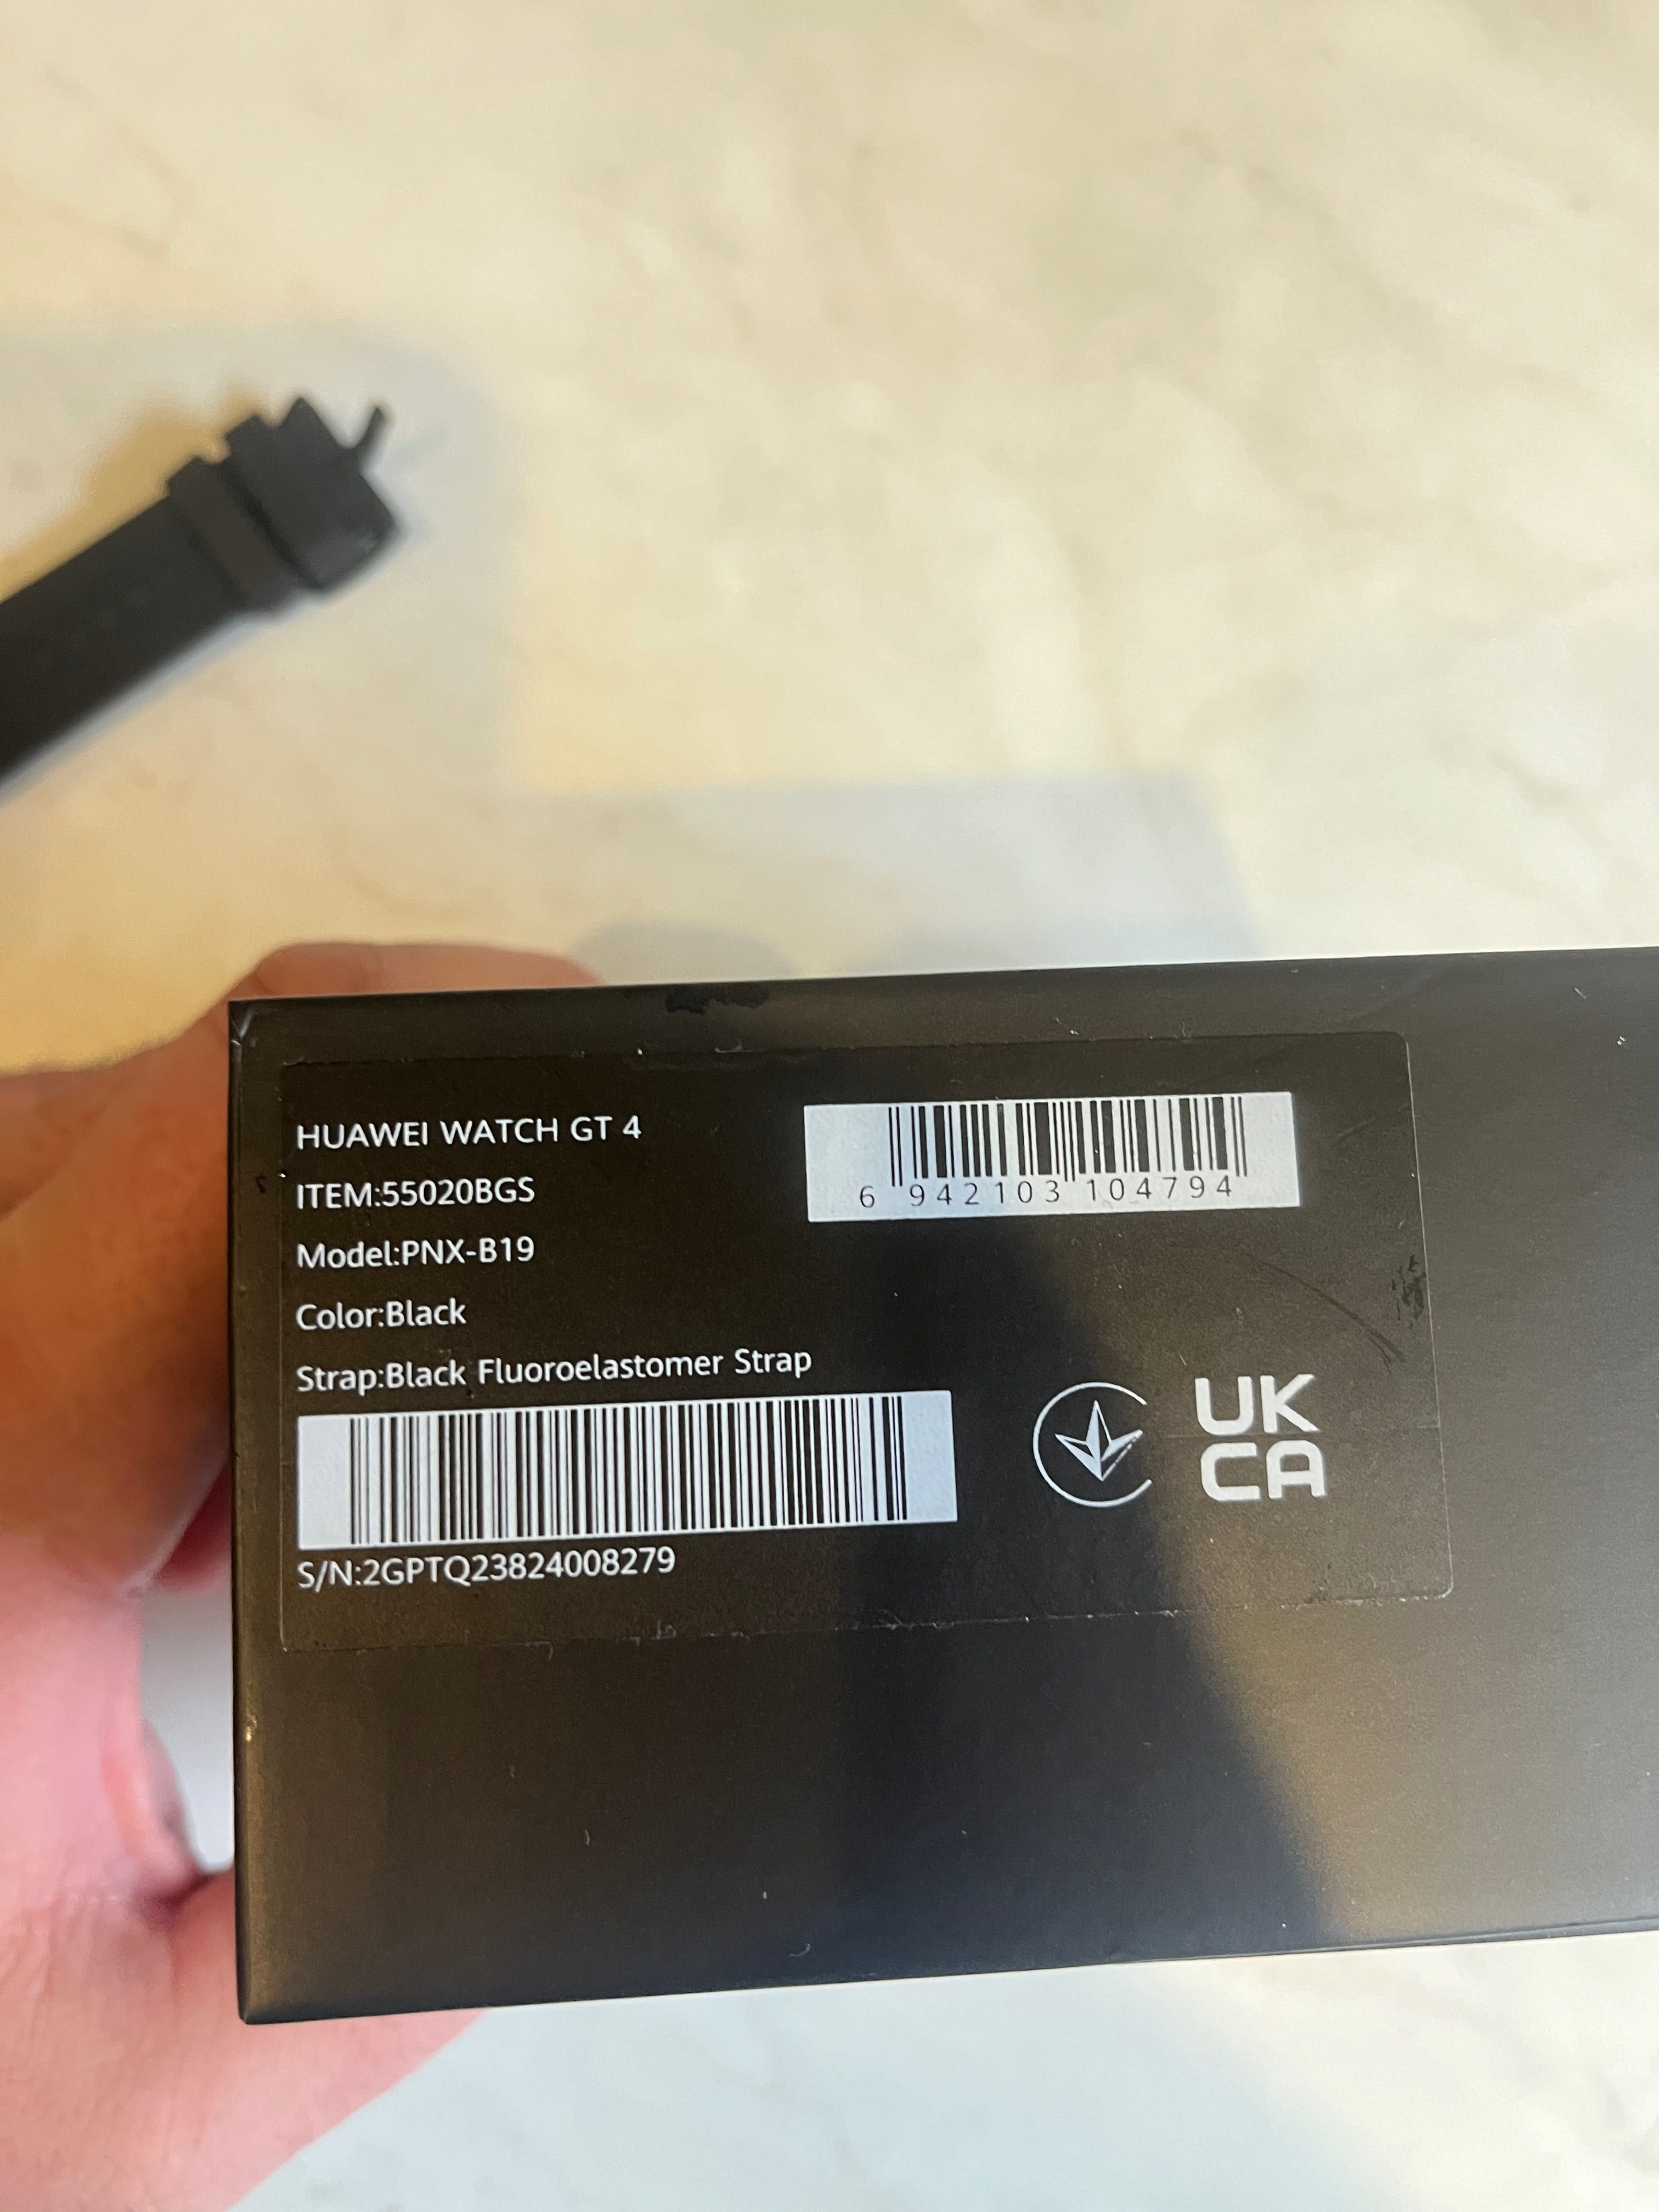 HUAWEI WATCH GT 4
ITEM:55020BGS
Model:PNX-B19
Color:Black
Strap:Black Fluoroelastomer Strap
S/N:2GPTQ23824008279
6 942103 104794
UK
CA